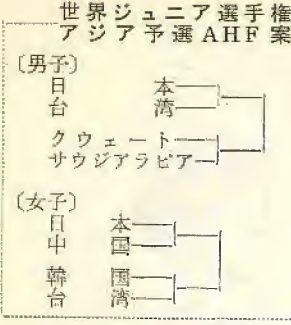 世界ジュニア選手権
アジア予選AHF案
〔男子〕
日本
台湾
クウェート
サウジアラビア
〔女子〕
日本
中国
韓国
台湾